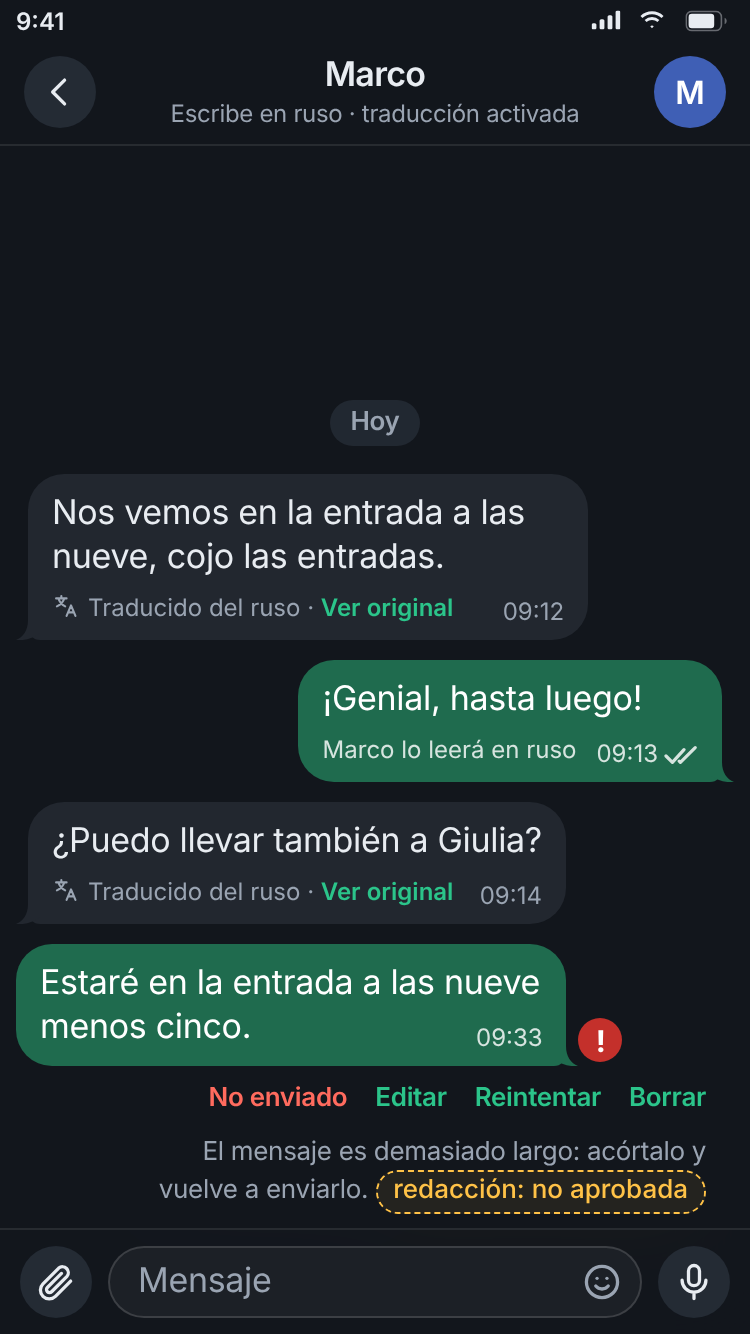 9:41
Marco
Escribe en ruso · traducción activada
M
Hoy
Nos vemos en la entrada a las
nueve, cojo las entradas.
Traducido del ruso · Ver original 09:12
¡Genial, hasta luego!
Marco lo leerá en ruso 09:13
¿Puedo llevar también a Giulia?
Traducido del ruso · Ver original 09:14
Estaré en la entrada a las nueve
menos cinco. 09:33
!
No enviado Editar Reintentar Borrar
El mensaje es demasiado largo: acórtalo y
vuelve a enviarlo. redacción: no aprobada
Mensaje